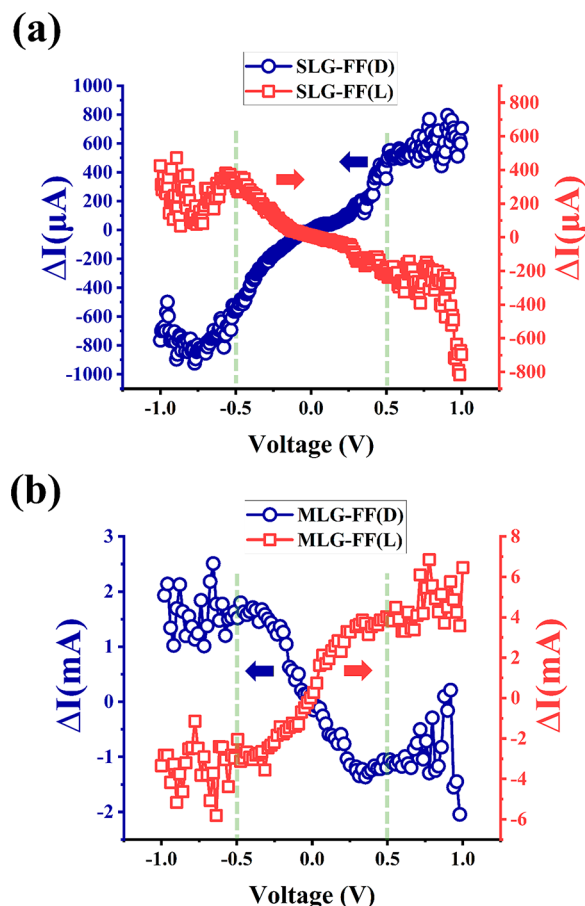 (a)
SLG-FF(D)
SLG-FF(L)
1000
800
600
400
200
0
-200
-400
-600
-800
-1000
ΔI(μA)
800
600
400
200
0
-200
-400
-600
-800
ΔI(μA)
-1.0 -0.5 0.0 0.5 1.0
Voltage (V)
(b)
MLG-FF(D)
MLG-FF(L)
3
2
1
0
-1
-2
ΔI(mA)
8
6
4
2
0
-2
-4
-6
ΔI(mA)
-1.0 -0.5 0.0 0.5 1.0
Voltage (V)